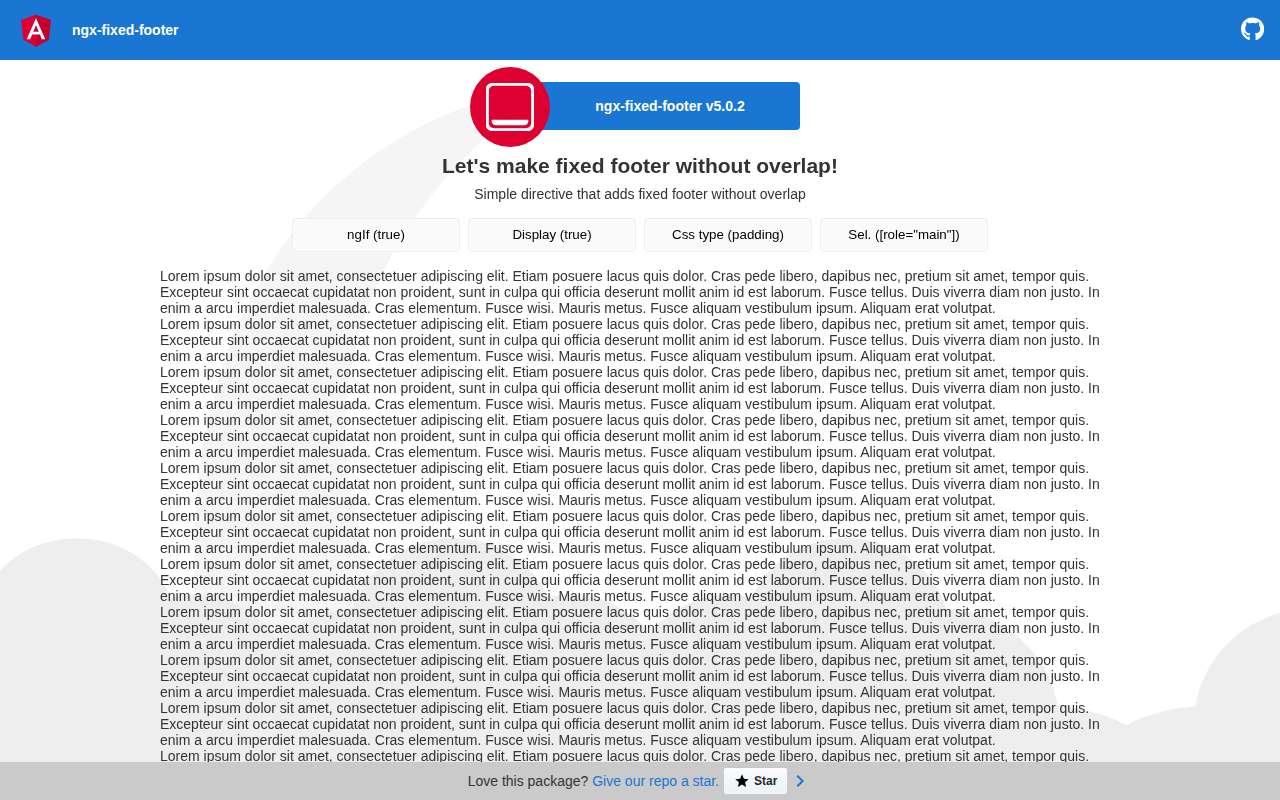 ngx-fixed-footer
ngx-fixed-footer v5.0.2
Let's make fixed footer without overlap!
Simple directive that adds fixed footer without overlap
ngIf (true)
Display (true)
Css type (padding)
Sel. ([role="main"])
Lorem ipsum dolor sit amet, consectetuer adipiscing elit. Etiam posuere lacus quis dolor. Cras pede libero, dapibus nec, pretium sit amet, tempor quis.
Excepteur sint occaecat cupidatat non proident, sunt in culpa qui officia deserunt mollit anim id est laborum. Fusce tellus. Duis viverra diam non justo. In
enim a arcu imperdiet malesuada. Cras elementum. Fusce wisi. Mauris metus. Fusce aliquam vestibulum ipsum. Aliquam erat volutpat.
Lorem ipsum dolor sit amet, consectetuer adipiscing elit. Etiam posuere lacus quis dolor. Cras pede libero, dapibus nec, pretium sit amet, tempor quis.
Excepteur sint occaecat cupidatat non proident, sunt in culpa qui officia deserunt mollit anim id est laborum. Fusce tellus. Duis viverra diam non justo. In
enim a arcu imperdiet malesuada. Cras elementum. Fusce wisi. Mauris metus. Fusce aliquam vestibulum ipsum. Aliquam erat volutpat.
Lorem ipsum dolor sit amet, consectetuer adipiscing elit. Etiam posuere lacus quis dolor. Cras pede libero, dapibus nec, pretium sit amet, tempor quis.
Excepteur sint occaecat cupidatat non proident, sunt in culpa qui officia deserunt mollit anim id est laborum. Fusce tellus. Duis viverra diam non justo. In
enim a arcu imperdiet malesuada. Cras elementum. Fusce wisi. Mauris metus. Fusce aliquam vestibulum ipsum. Aliquam erat volutpat.
Lorem ipsum dolor sit amet, consectetuer adipiscing elit. Etiam posuere lacus quis dolor. Cras pede libero, dapibus nec, pretium sit amet, tempor quis.
Excepteur sint occaecat cupidatat non proident, sunt in culpa qui officia deserunt mollit anim id est laborum. Fusce tellus. Duis viverra diam non justo. In
enim a arcu imperdiet malesuada. Cras elementum. Fusce wisi. Mauris metus. Fusce aliquam vestibulum ipsum. Aliquam erat volutpat.
Lorem ipsum dolor sit amet, consectetuer adipiscing elit. Etiam posuere lacus quis dolor. Cras pede libero, dapibus nec, pretium sit amet, tempor quis.
Excepteur sint occaecat cupidatat non proident, sunt in culpa qui officia deserunt mollit anim id est laborum. Fusce tellus. Duis viverra diam non justo. In
enim a arcu imperdiet malesuada. Cras elementum. Fusce wisi. Mauris metus. Fusce aliquam vestibulum ipsum. Aliquam erat volutpat.
Lorem ipsum dolor sit amet, consectetuer adipiscing elit. Etiam posuere lacus quis dolor. Cras pede libero, dapibus nec, pretium sit amet, tempor quis.
Excepteur sint occaecat cupidatat non proident, sunt in culpa qui officia deserunt mollit anim id est laborum. Fusce tellus. Duis viverra diam non justo. In
enim a arcu imperdiet malesuada. Cras elementum. Fusce wisi. Mauris metus. Fusce aliquam vestibulum ipsum. Aliquam erat volutpat.
Lorem ipsum dolor sit amet, consectetuer adipiscing elit. Etiam posuere lacus quis dolor. Cras pede libero, dapibus nec, pretium sit amet, tempor quis.
Excepteur sint occaecat cupidatat non proident, sunt in culpa qui officia deserunt mollit anim id est laborum. Fusce tellus. Duis viverra diam non justo. In
enim a arcu imperdiet malesuada. Cras elementum. Fusce wisi. Mauris metus. Fusce aliquam vestibulum ipsum. Aliquam erat volutpat.
Lorem ipsum dolor sit amet, consectetuer adipiscing elit. Etiam posuere lacus quis dolor. Cras pede libero, dapibus nec, pretium sit amet, tempor quis.
Excepteur sint occaecat cupidatat non proident, sunt in culpa qui officia deserunt mollit anim id est laborum. Fusce tellus. Duis viverra diam non justo. In
enim a arcu imperdiet malesuada. Cras elementum. Fusce wisi. Mauris metus. Fusce aliquam vestibulum ipsum. Aliquam erat volutpat.
Lorem ipsum dolor sit amet, consectetuer adipiscing elit. Etiam posuere lacus quis dolor. Cras pede libero, dapibus nec, pretium sit amet, tempor quis.
Excepteur sint occaecat cupidatat non proident, sunt in culpa qui officia deserunt mollit anim id est laborum. Fusce tellus. Duis viverra diam non justo. In
enim a arcu imperdiet malesuada. Cras elementum. Fusce wisi. Mauris metus. Fusce aliquam vestibulum ipsum. Aliquam erat volutpat.
Lorem ipsum dolor sit amet, consectetuer adipiscing elit. Etiam posuere lacus quis dolor. Cras pede libero, dapibus nec, pretium sit amet, tempor quis.
Excepteur sint occaecat cupidatat non proident, sunt in culpa qui officia deserunt mollit anim id est laborum. Fusce tellus. Duis viverra diam non justo. In
enim a arcu imperdiet malesuada. Cras elementum. Fusce wisi. Mauris metus. Fusce aliquam vestibulum ipsum. Aliquam erat volutpat.
Lorem ipsum dolor sit amet, consectetuer adipiscing elit. Etiam posuere lacus quis dolor. Cras pede libero, dapibus nec, pretium sit amet, tempor quis.
Love this package? Give our repo a star. Star